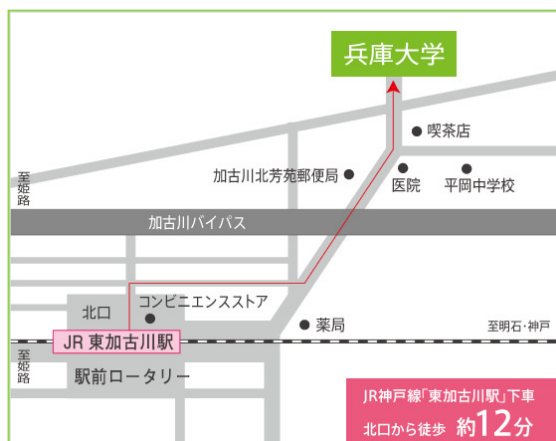 兵庫大学
喫茶店
加古川北芳苑郵便局
医院
平岡中学校
至姫路
加古川バイパス
北口
コンビニエンスストア
薬局
至明石・神戸
JR 東加古川駅
至姫路
駅前ロータリー
JR神戸線「東加古川駅」下車
北口から徒歩 約12分